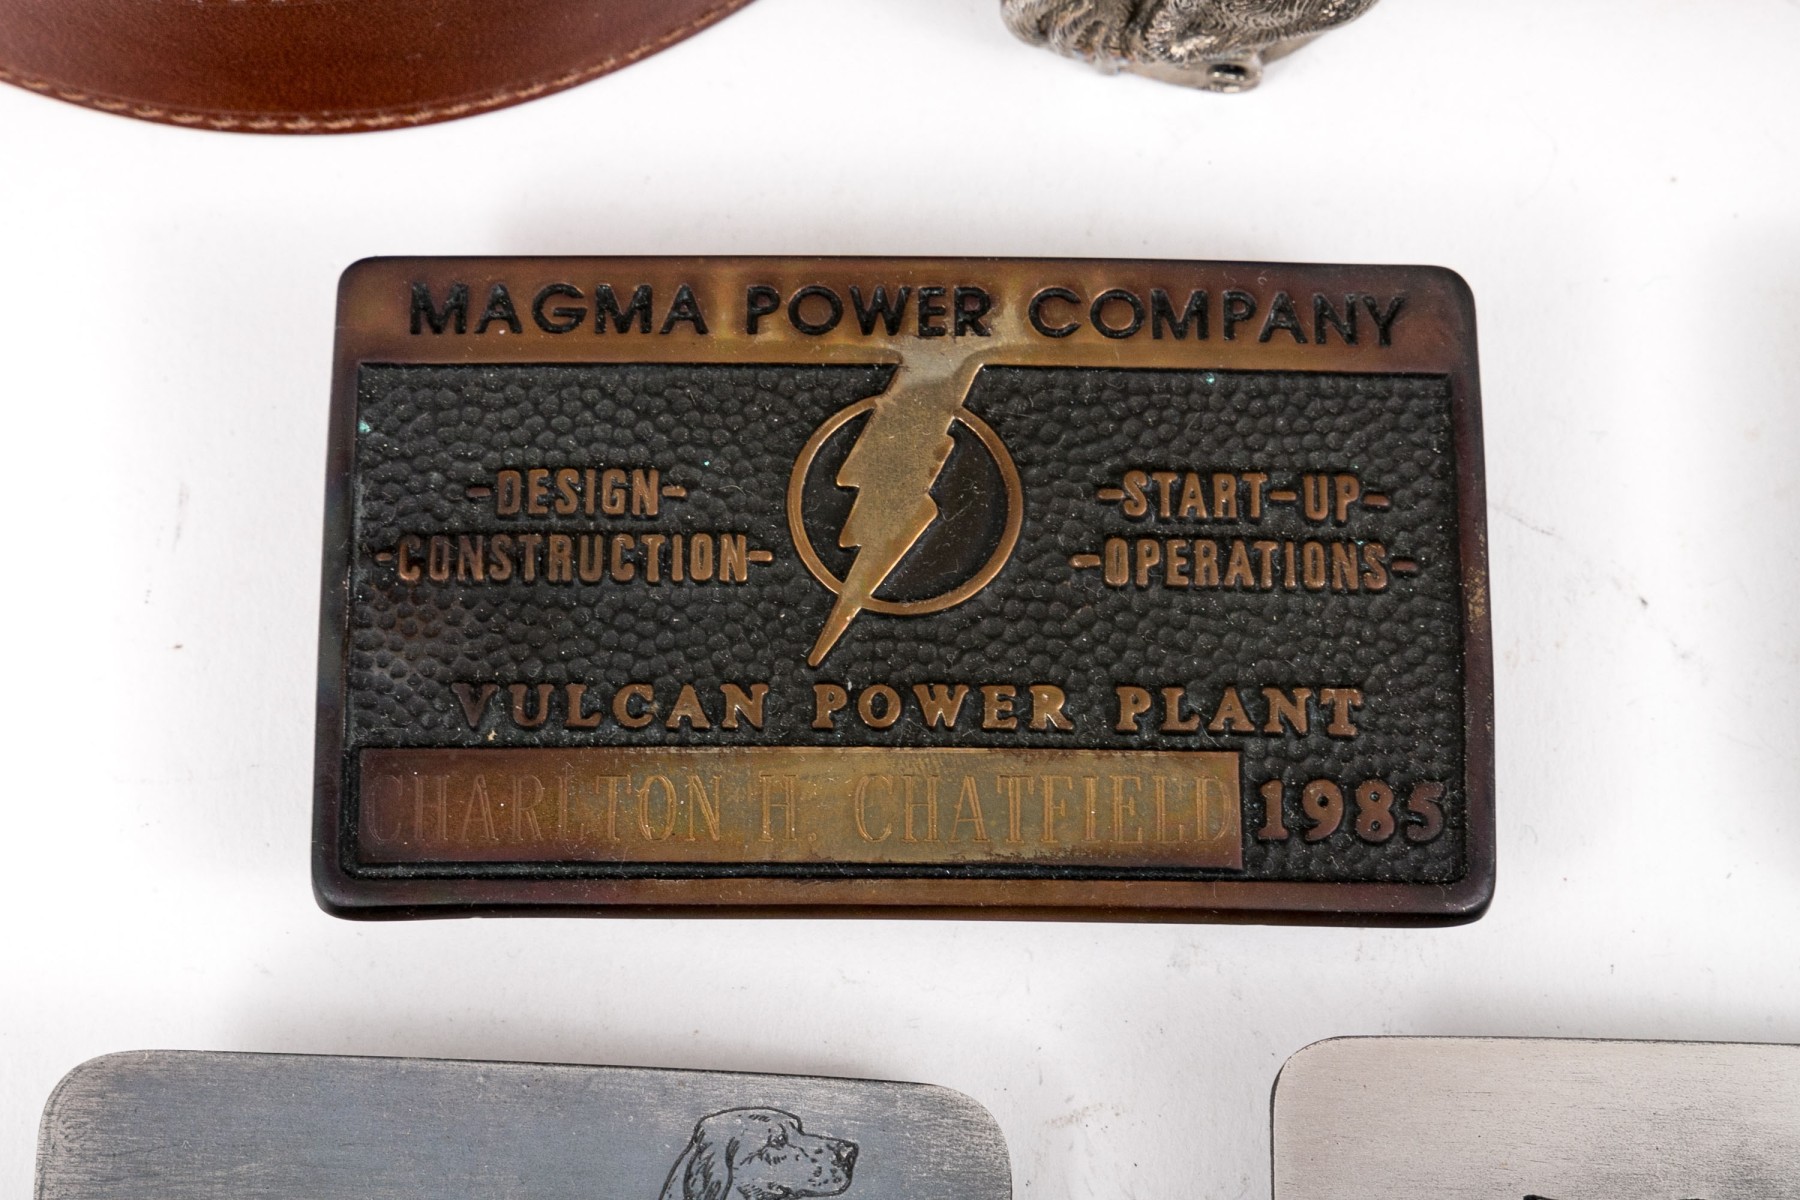 MAGMA POWER COMPANY
-DESIGN-
-CONSTRUCTION-
-START-UP-
-OPERATIONS-
VULCAN POWER PLANT
CHARLTON H. CHATFIELD 1985